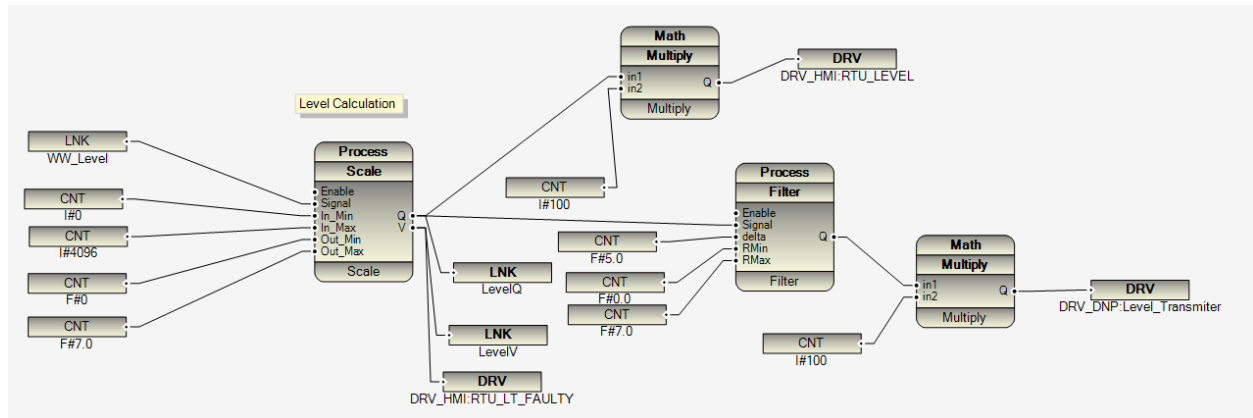 Level Calculation
LNK
WW_Level
CNT
I#0
CNT
I#4096
CNT
F#0
CNT
F#7.0
Process
Scale
Enable
Signal
In_Min
In_Max
Out_Min
Out_Max
Q
V
Scale
Math
Multiply
in1
in2
Q
Multiply
CNT
I#100
DRV
DRV_HMI:RTU_LEVEL
LNK
LevelQ
LNK
LevelV
DRV
DRV_HMI:RTU_LT_FAULTY
CNT
F#5.0
CNT
F#0.0
CNT
F#7.0
Process
Filter
Enable
Signal
delta
RMin
RMax
Q
Filter
CNT
I#100
Math
Multiply
in1
in2
Q
Multiply
DRV
DRV_DNP:Level_Transmiter